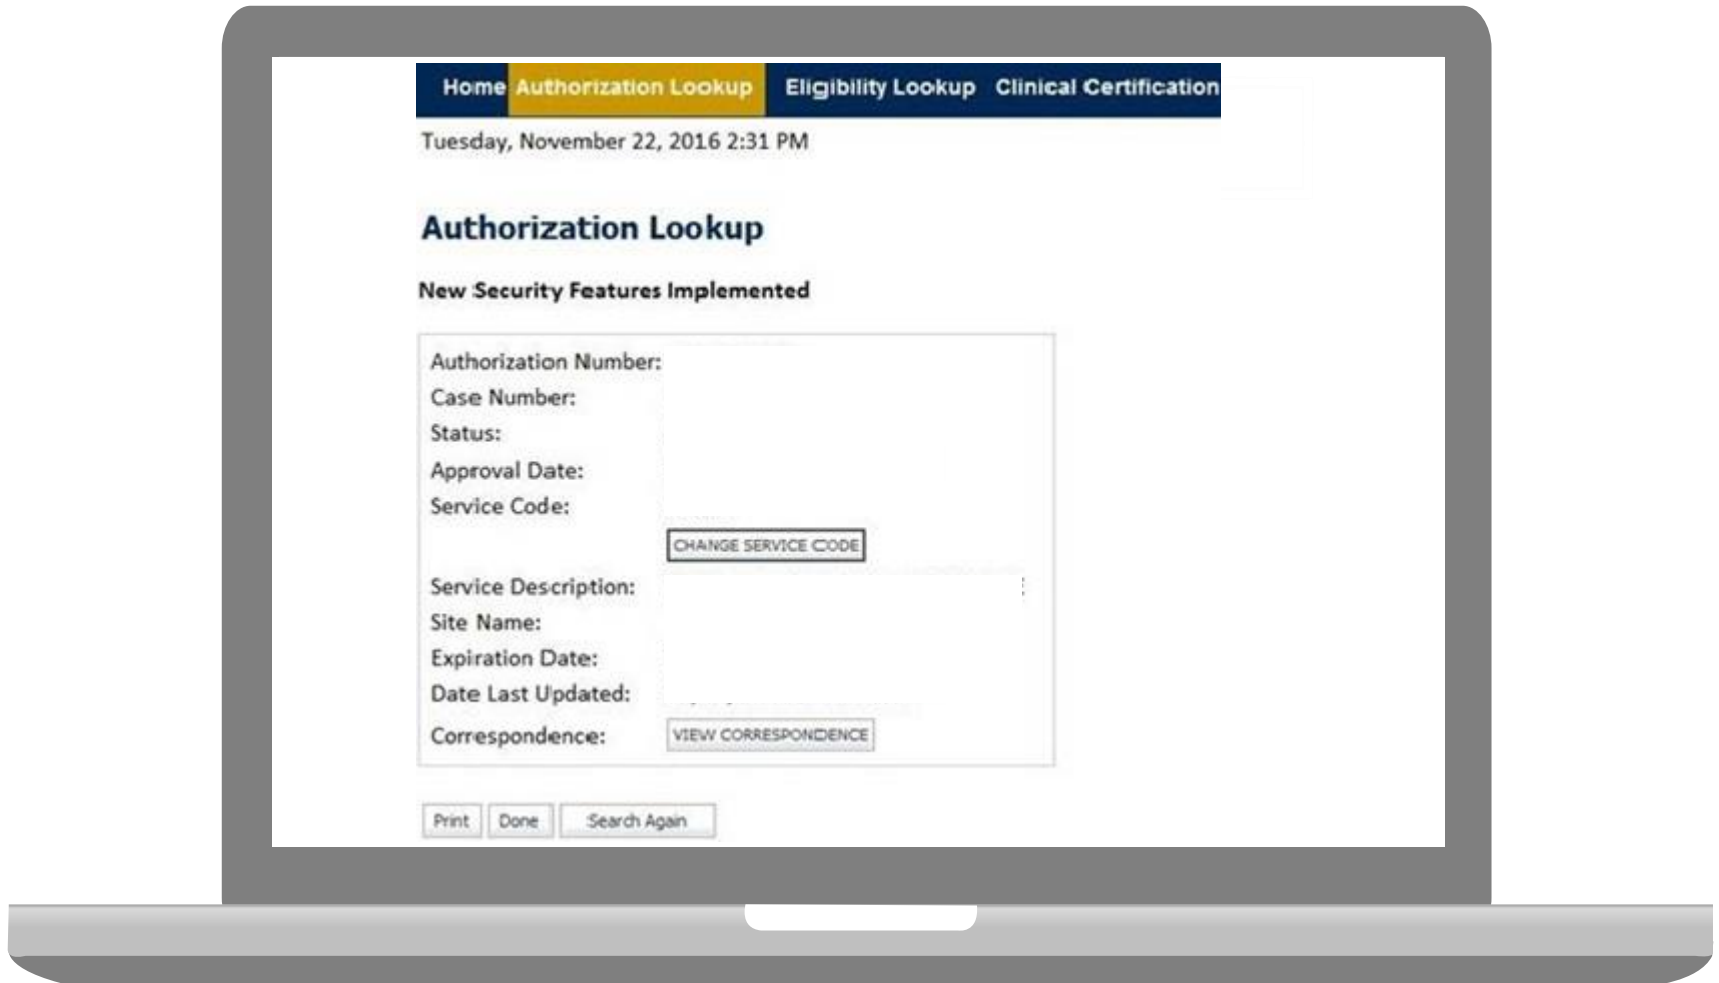 Home Authorization Lookup Eligibility Lookup Clinical Certification
Tuesday, November 22, 2016 2:31 PM
Authorization Lookup
New Security Features Implemented
Authorization Number:
Case Number:
Status:
Approval Date:
Service Code:
CHANGE SERVICE CODE
Service Description:
Site Name:
Expiration Date:
Date Last Updated:
Correspondence: VIEW CORRESPONDENCE
Print Done Search Again